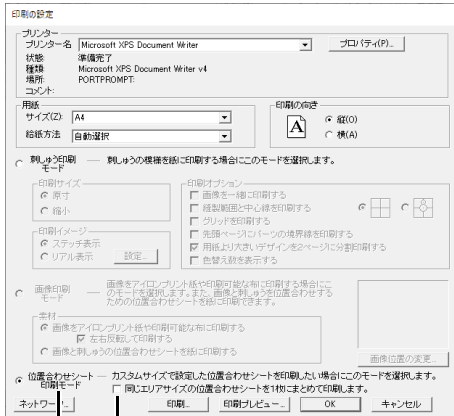 印刷の設定
プリンター
プリンター名 Microsoft XPS Document Writer プロパティ(P)...
状態: 準備完了
種類: Microsoft XPS Document Writer v4
場所: PORTPROMPT:
コメント:
用紙
サイズ(Z): A4
給紙方法 自動選択
印刷の向き
A
縦(O)
横(A)
刺しゅう印刷モード ── 刺しゅうの模様を紙に印刷する場合にこのモードを選択します。
印刷サイズ
原寸
縮小
印刷イメージ
ステッチ表示
リアル表示 設定...
印刷オプション
画像を一緒に印刷する
縫製範囲と中心線を印刷する
グリッドを印刷する
先頭ページにパーツの境界線を印刷する
用紙より大きいデザインを2ページに分割印刷する
色替え数を表示する
画像印刷モード ── 画像をアイロンプリント紙や印刷可能な布に印刷する場合にこ
のモードを選択します。また、画像と刺しゅうを位置合わせする
ための位置合わせシートを紙に印刷できます。
素材
画像をアイロンプリント紙や印刷可能な布に印刷する
左右反転して印刷する
画像と刺しゅうの位置合わせシートを紙に印刷する
画像位置の変更...
位置合わせシート印刷モード ── カスタムサイズで設定した位置合わせシートを印刷したい場合にこのモードを選択します。
同じエリアサイズの位置合わせシートを1枚にまとめて印刷します。
ネットワーク... 印刷... 印刷プレビュー... OK キャンセル